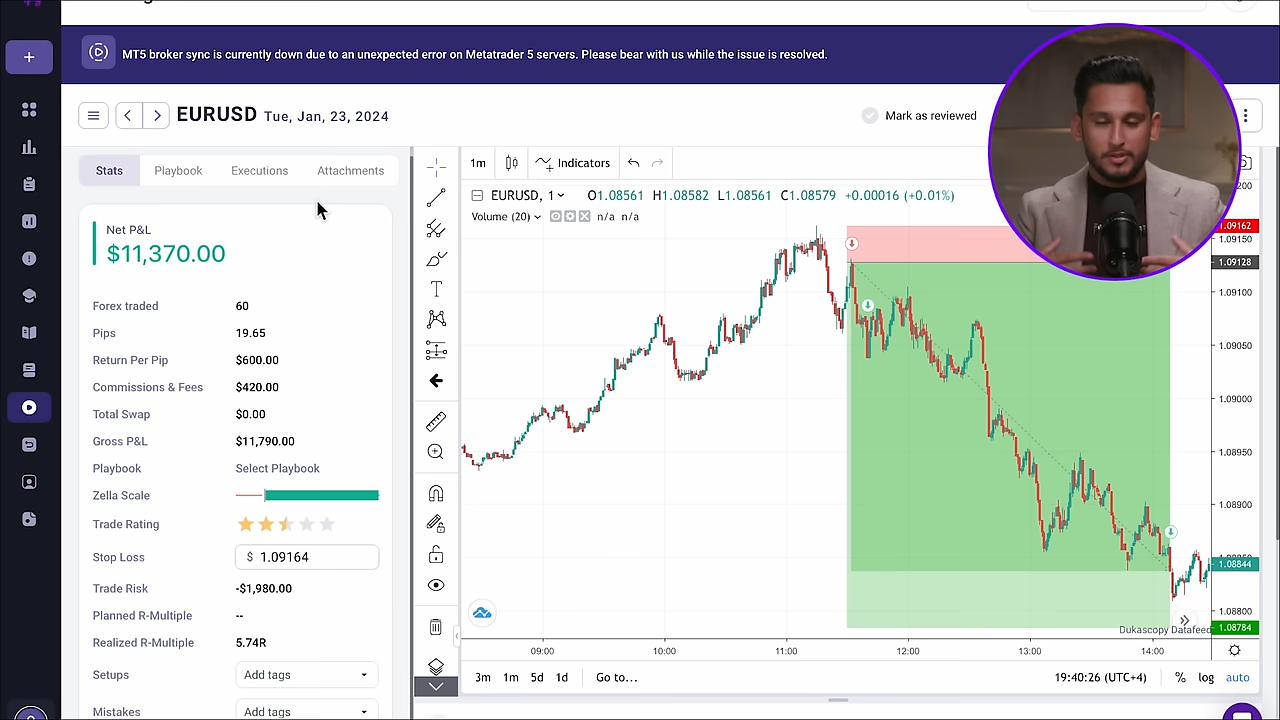 MT5 broker sync is currently down due to an unexpected error on Metatrader 5 servers. Please bear with us while the issue is resolved.
EURUSD Tue, Jan, 23, 2024
Mark as reviewed
Stats Playbook Executions Attachments
1m Indicators
EURUSD, 1 O1.08561 H1.08582 L1.08561 C1.08579 +0.00016 (+0.01%)
Volume (20) n/a n/a
Net P&L
$11,370.00
Forex traded 60
Pips 19.65
Return Per Pip $600.00
Commissions & Fees $420.00
Total Swap $0.00
Gross P&L $11,790.00
Playbook Select Playbook
Zella Scale
Trade Rating
Stop Loss $ 1.09164
Trade Risk -$1,980.00
Planned R-Multiple --
Realized R-Multiple 5.74R
Setups Add tags
Mistakes Add tags
1.09162
1.09150
1.09128
1.09100
1.09050
1.09000
1.08950
1.08900
1.08844
1.08800
1.08784
Dukascopy Datafeed
09:00 10:00 11:00 12:00 13:00 14:00
3m 1m 5d 1d Go to... 19:40:26 (UTC+4) % log auto